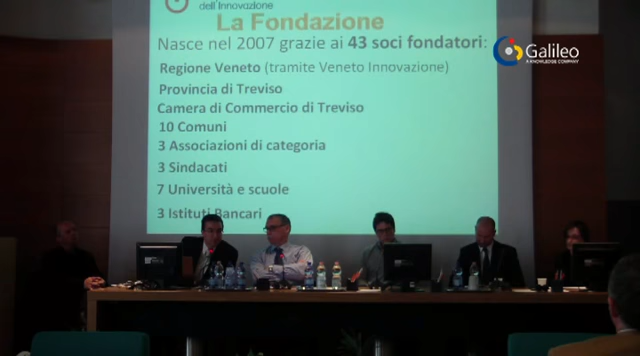 dell'Innovazione
La Fondazione
Nasce nel 2007 grazie ai 43 soci fondatori:
Galileo
A KNOWLEDGE COMPANY
Regione Veneto (tramite Veneto Innovazione)
Provincia di Treviso
Camera di Commercio di Treviso
10 Comuni
3 Associazioni di categoria
3 Sindacati
7 Università e scuole
3 Istituti Bancari